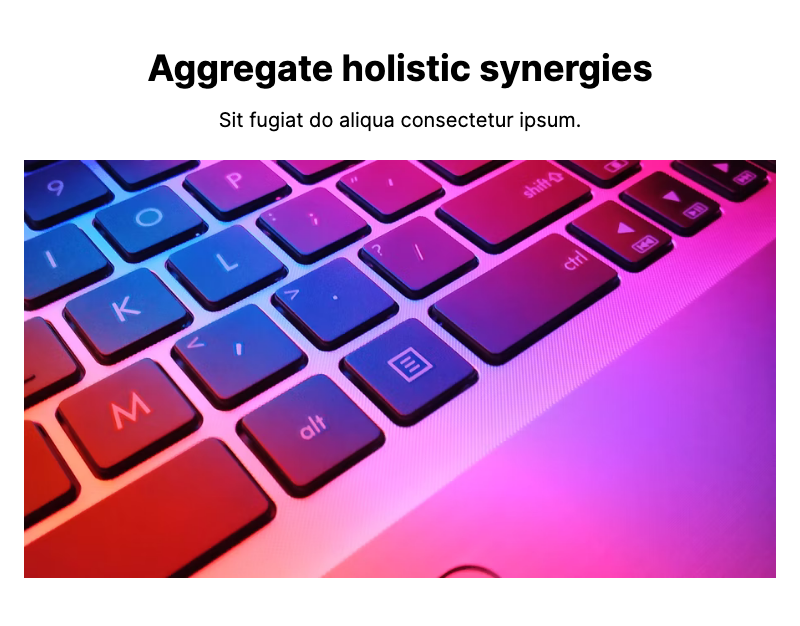 Aggregate holistic synergies
Sit fugiat do aliqua consectetur ipsum.
9
O
P
" '
shift
I
L
: ;
? /
ctrl
K
> .
< ,
M
alt